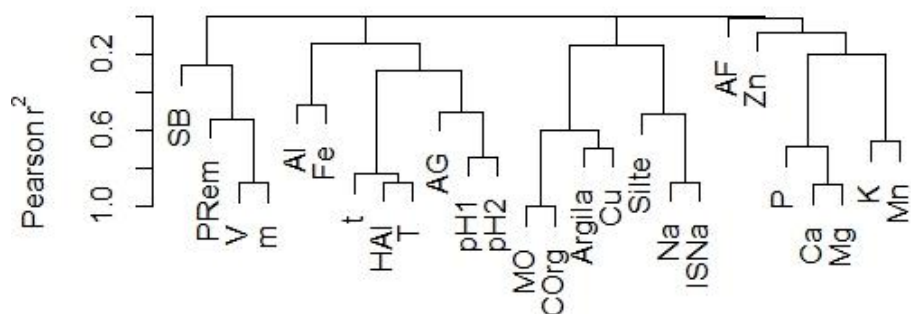 Pearson r²
0.2
0.6
1.0
SB
PRem
V
m
Al
Fe
t
HAl
T
AG
pH1
pH2
MO
COrg
Argila
Cu
Silte
Na
ISNa
AF
Zn
P
Ca
Mg
K
Mn